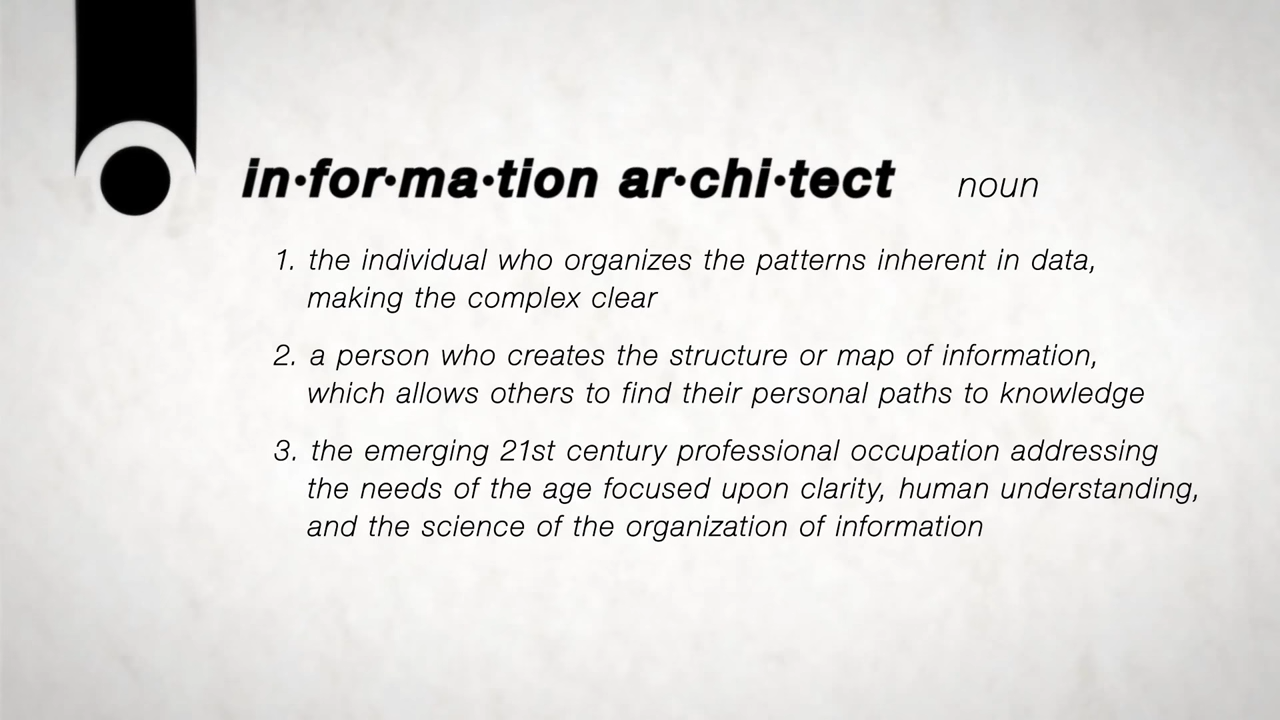 in·for·ma·tion ar·chi·tect noun
1. the individual who organizes the patterns inherent in data,
making the complex clear
2. a person who creates the structure or map of information,
which allows others to find their personal paths to knowledge
3. the emerging 21st century professional occupation addressing
the needs of the age focused upon clarity, human understanding,
and the science of the organization of information